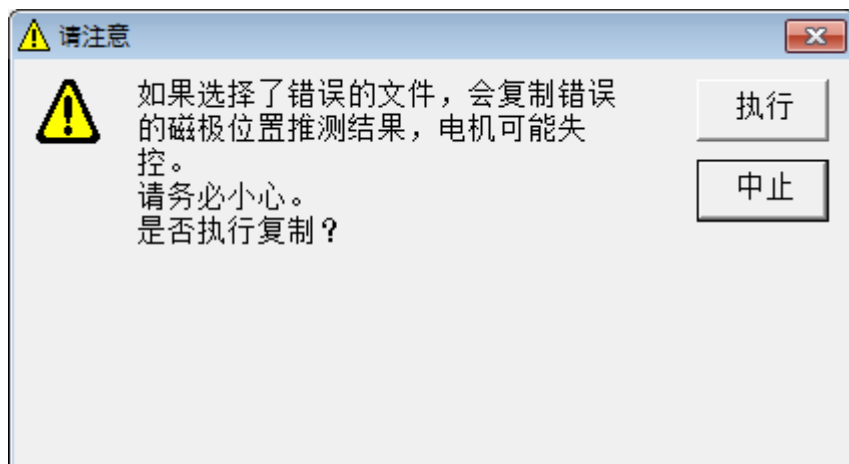 请注意
如果选择了错误的文件，会复制错误
的磁极位置推测结果，电机可能失
控。
请务必小心。
是否执行复制？
执行
中止